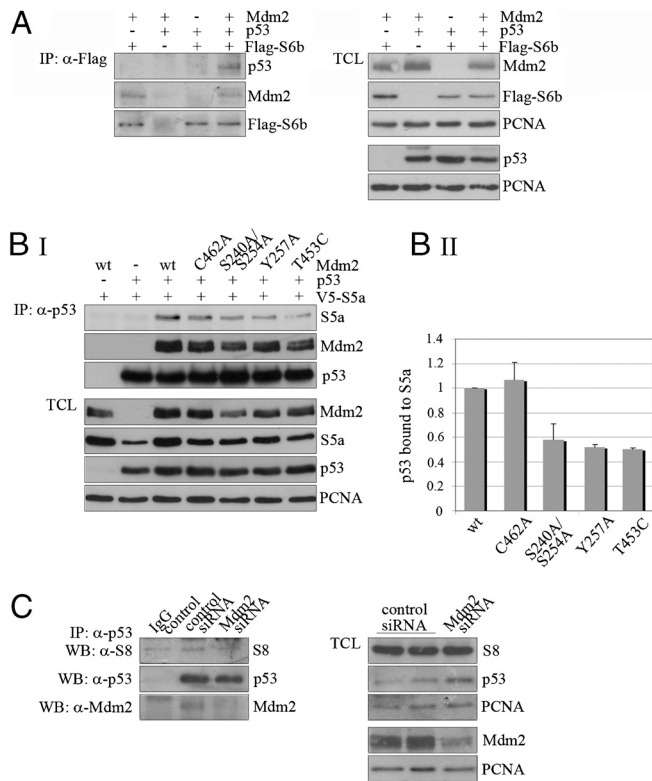 A
+ + - + Mdm2
- + + + p53
+ - + + Flag-S6b
IP: α-Flag
p53
Mdm2
Flag-S6b
+ + - + Mdm2
- + + + p53
+ - + + Flag-S6b
TCL
Mdm2
Flag-S6b
PCNA
p53
PCNA
B I
wt - wt C462A S240A/S254A Y257A T453C Mdm2
- + + + + + + p53
+ + + + + + + V5-S5a
IP: α-p53
S5a
Mdm2
p53
TCL
Mdm2
S5a
p53
PCNA
B II
p53 bound to S5a
1.4
1.2
1
0.8
0.6
0.4
0.2
0
wt
C462A
S240A/
S254A
Y257A
T453C
C
IgG control
control siRNA
Mdm2 siRNA
IP: α-p53
WB: α-S8 S8
WB: α-p53 p53
WB: α-Mdm2 Mdm2
control
siRNA
Mdm2
siRNA
TCL
S8
p53
PCNA
Mdm2
PCNA